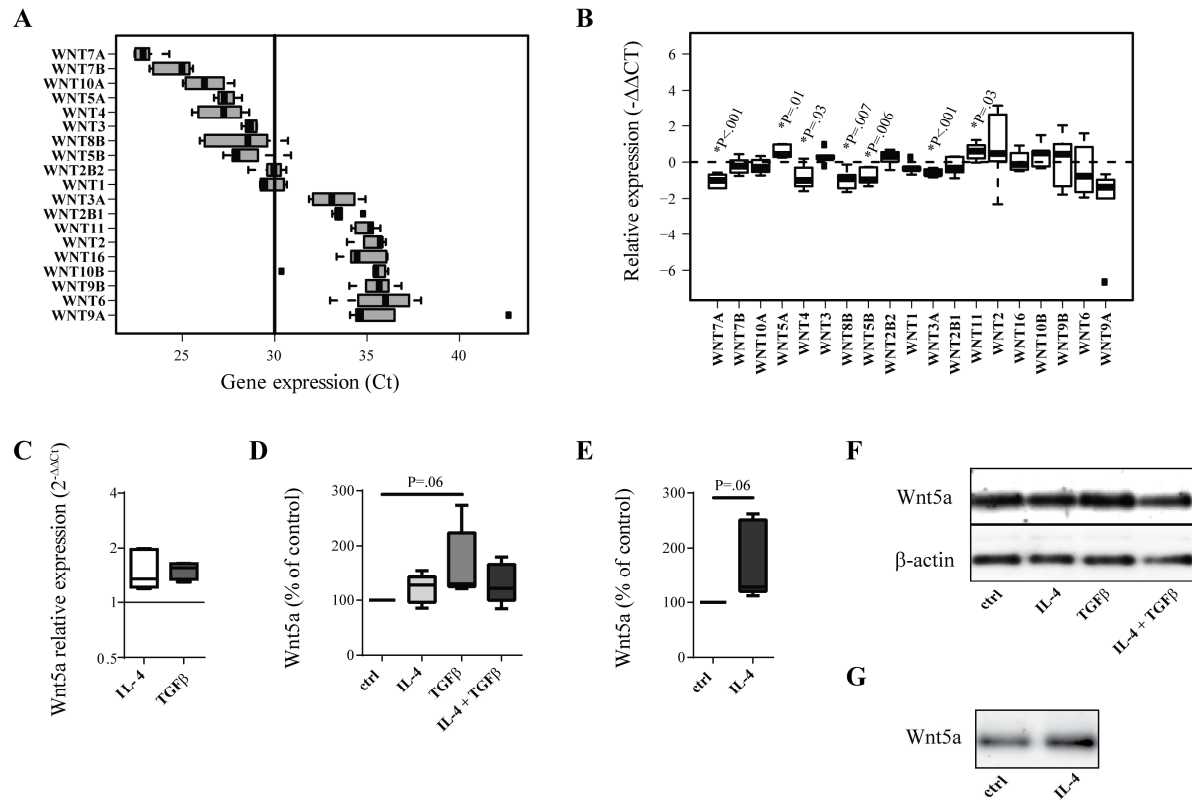 A
WNT7A
WNT7B
WNT10A
WNT5A
WNT4
WNT3
WNT8B
WNT5B
WNT2B2
WNT1
WNT3A
WNT2B1
WNT11
WNT2
WNT16
WNT10B
WNT9B
WNT6
WNT9A
25 30 35 40
Gene expression (Ct)
B
Relative expression (-ΔΔCT)
6
4
2
0
−2
−4
−6
*P<.001
*P=.01
*P=.03
*P=.007
*P=.006
*P<.001
*P=.03
WNT7A
WNT7B
WNT10A
WNT5A
WNT4
WNT3
WNT8B
WNT5B
WNT2B2
WNT1
WNT3A
WNT2B1
WNT11
WNT2
WNT16
WNT10B
WNT9B
WNT6
WNT9A
C
Wnt5a relative expression (2^-ΔΔCt)
4
2
1
0.5
IL-4
TGFβ
D
Wnt5a (% of control)
300
200
100
0
P=.06
ctrl
IL-4
TGFβ
IL-4 + TGFβ
E
Wnt5a (% of control)
300
200
100
0
P=.06
ctrl
IL-4
F
Wnt5a
β-actin
ctrl
IL-4
TGFβ
IL-4 + TGFβ
G
Wnt5a
ctrl
IL-4